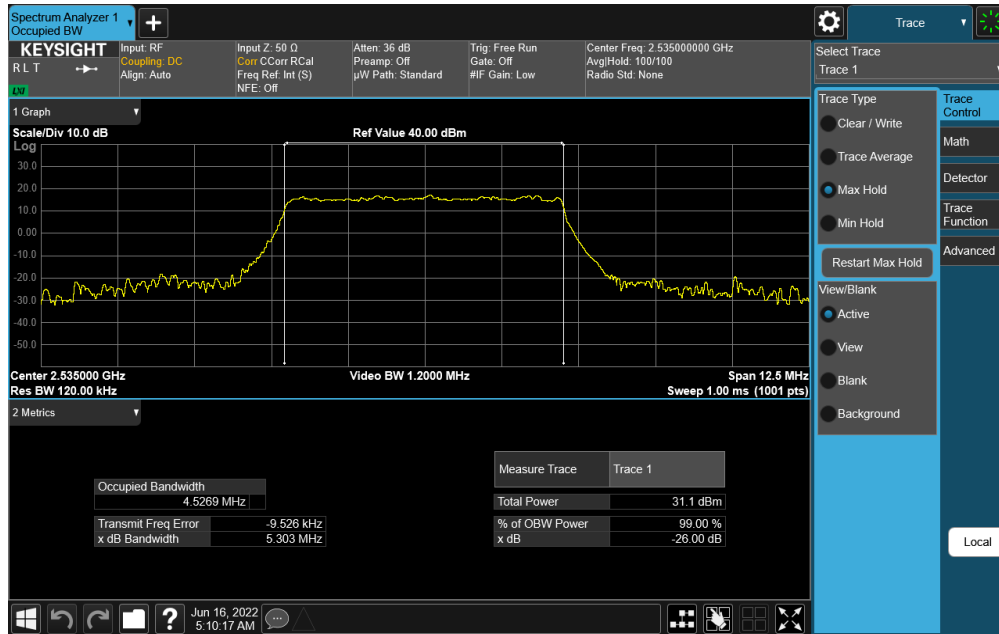 Spectrum Analyzer 1
Occupied BW
Trace
KEYSIGHT
R L T
LXI
Input: RF
Coupling: DC
Align: Auto
Input Z: 50 Ω
Corr CCorr RCal
Freq Ref: Int (S)
NFE: Off
Atten: 36 dB
Preamp: Off
µW Path: Standard
Trig: Free Run
Gate: Off
#IF Gain: Low
Center Freq: 2.535000000 GHz
Avg|Hold: 100/100
Radio Std: None
Select Trace
Trace 1
1 Graph
Scale/Div 10.0 dB
Ref Value 40.00 dBm
Log
30.0
20.0
10.0
0.00
-10.0
-20.0
-30.0
-40.0
-50.0
Center 2.535000 GHz
Video BW 1.2000 MHz
Span 12.5 MHz
Res BW 120.00 kHz
Sweep 1.00 ms (1001 pts)
2 Metrics
Measure Trace
Trace 1
Occupied Bandwidth
4.5269 MHz
Total Power
31.1 dBm
Transmit Freq Error
-9.526 kHz
% of OBW Power
99.00 %
x dB Bandwidth
5.303 MHz
x dB
-26.00 dB
Trace Type
Clear / Write
Trace Average
Max Hold
Min Hold
Restart Max Hold
View/Blank
Active
View
Blank
Background
Trace
Control
Math
Detector
Trace
Function
Advanced
Local
?
Jun 16, 2022
5:10:17 AM